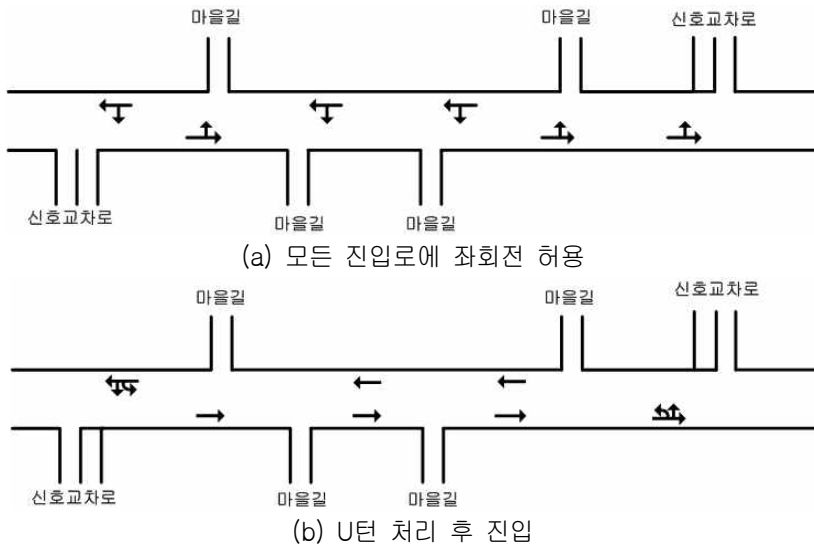 마을길 마을길 신호교차로
신호교차로 마을길 마을길
(a) 모든 진입로에 좌회전 허용
마을길 마을길 신호교차로
신호교차로 마을길 마을길
(b) U턴 처리 후 진입